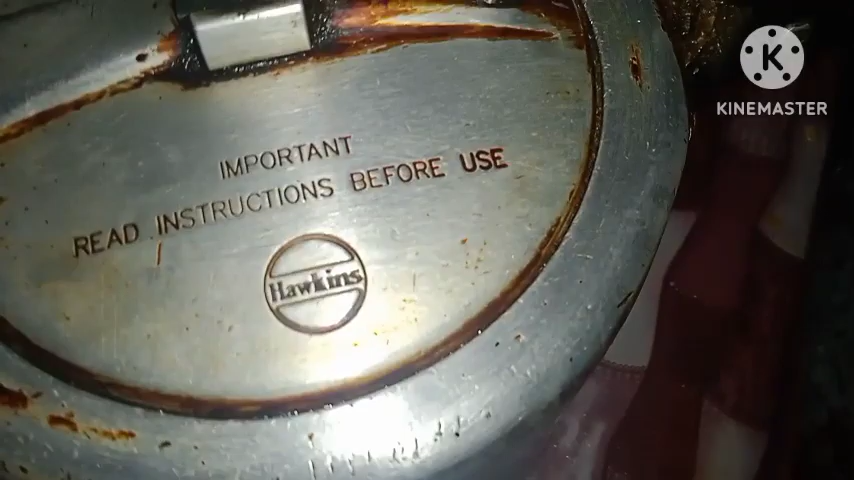 KINEMASTER
IMPORTANT
READ INSTRUCTIONS BEFORE USE
Hawkins